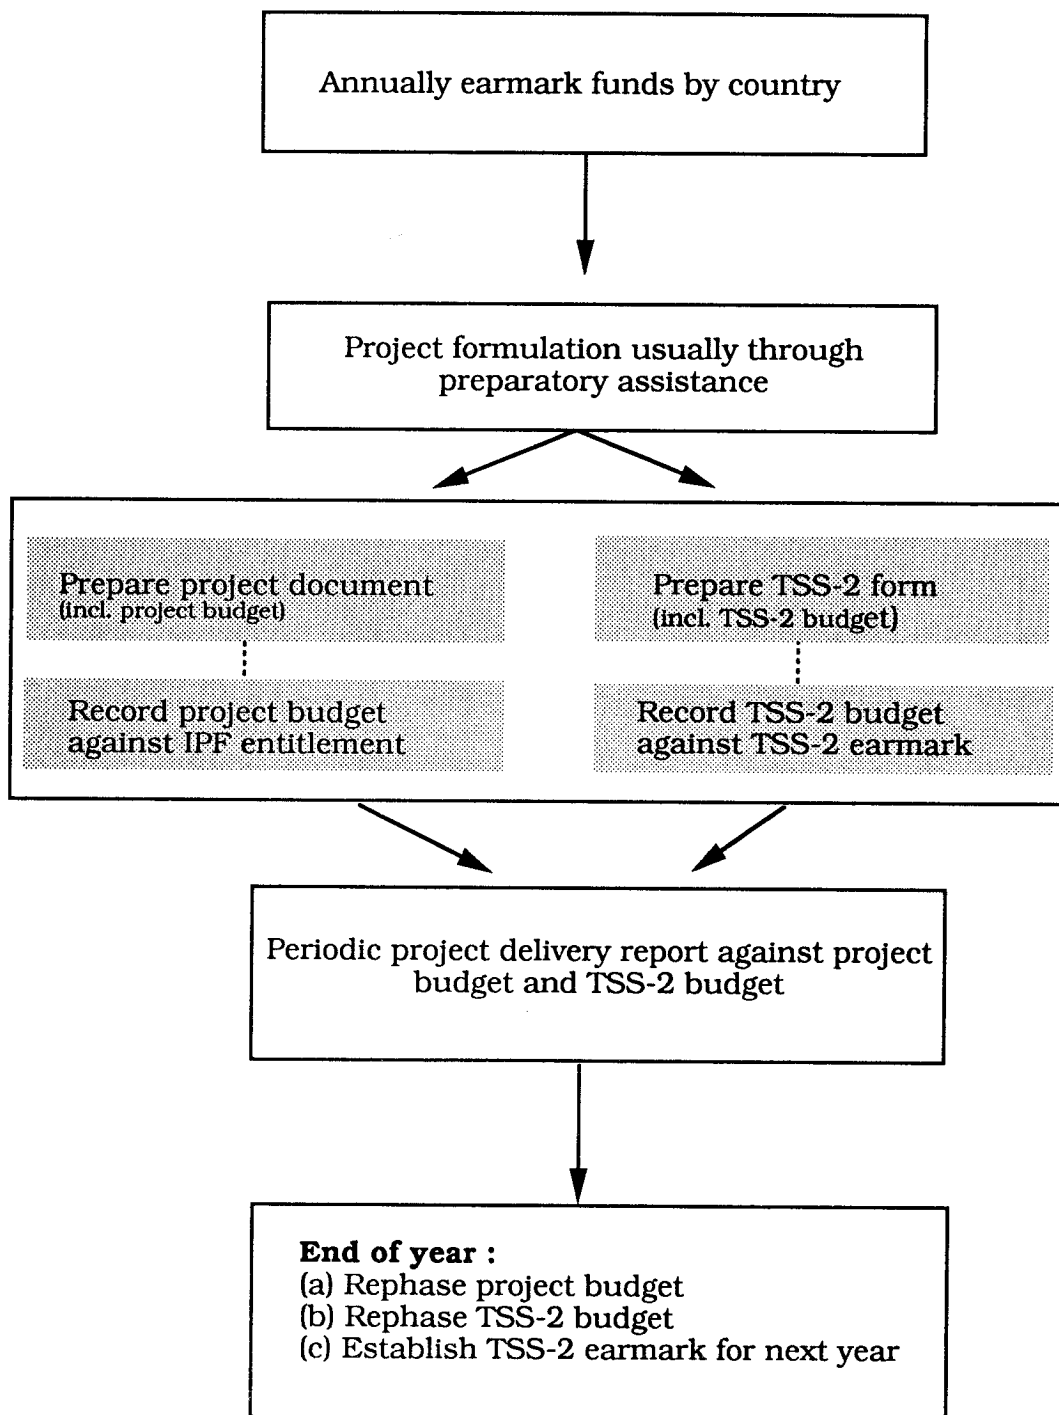 Annually earmark funds by country
Project formulation usually through
preparatory assistance
Prepare project document
(incl. project budget)
Record project budget
against IPF entitlement
Prepare TSS-2 form
(incl. TSS-2 budget)
Record TSS-2 budget
against TSS-2 earmark
Periodic project delivery report against project
budget and TSS-2 budget
End of year :
(a) Rephase project budget
(b) Rephase TSS-2 budget
(c) Establish TSS-2 earmark for next year